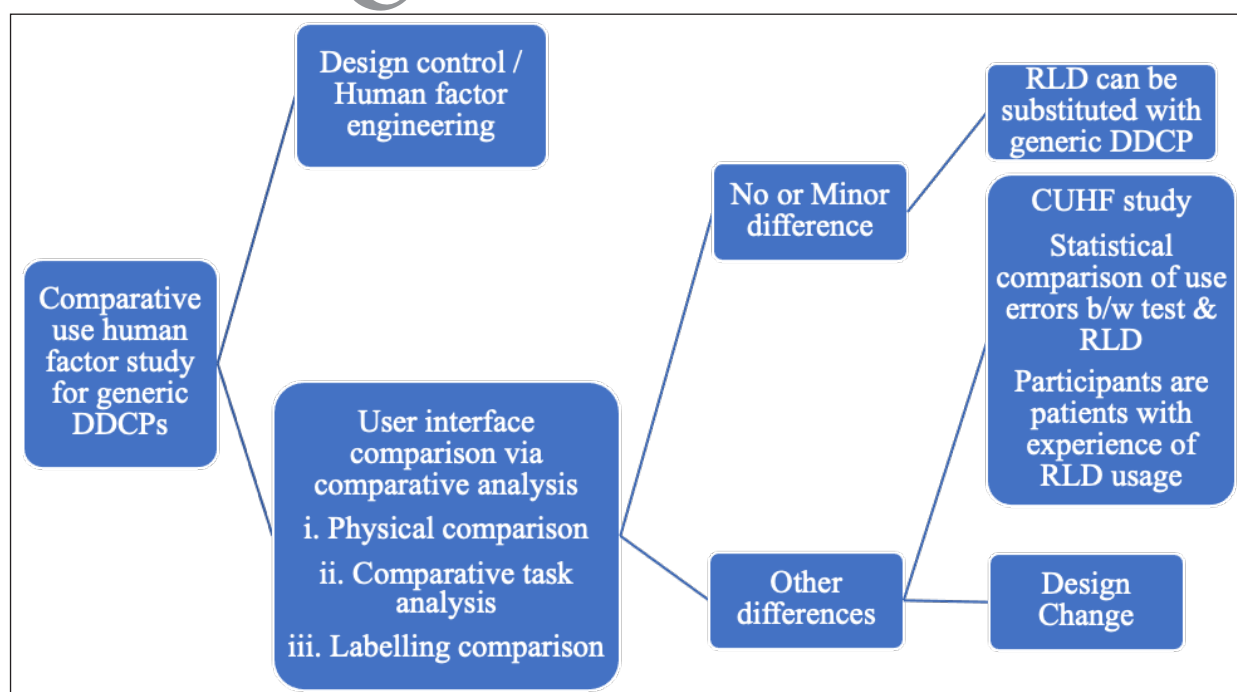 Comparative
use human
factor study
for generic
DDCPs
Design control /
Human factor
engineering
User interface
comparison via
comparative analysis
i. Physical comparison
ii. Comparative task
analysis
iii. Labelling comparison
No or Minor
difference
Other
differences
RLD can be
substituted with
generic DDCP
CUHF study
Statistical
comparison of use
errors b/w test &
RLD
Participants are
patients with
experience of
RLD usage
Design
Change